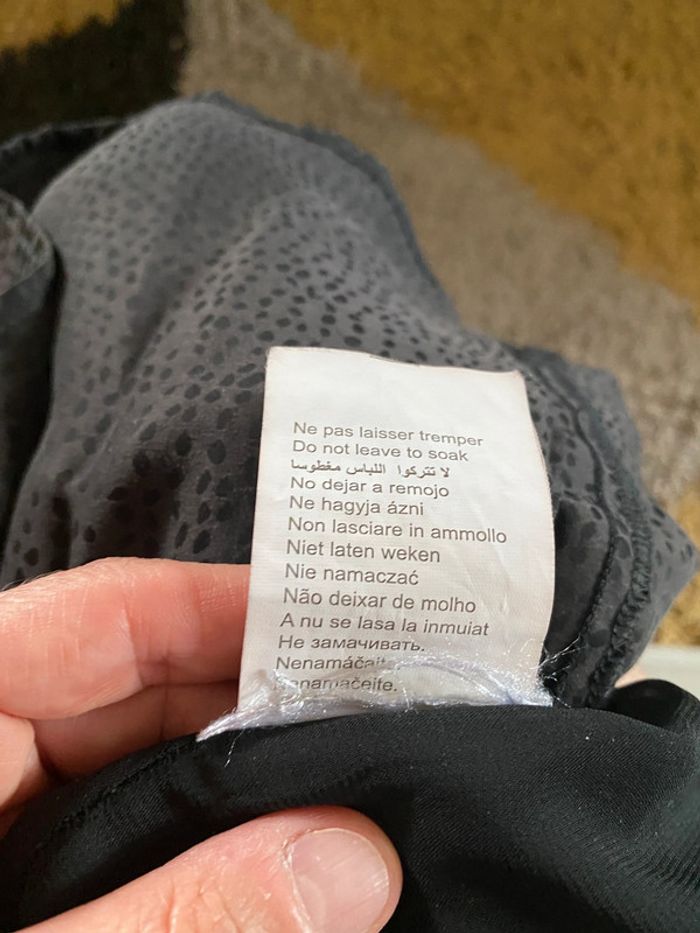 Ne pas laisser tremper
Do not leave to soak
لا تتركوا اللباس مغطوسا
No dejar a remojo
Ne hagyja ázni
Non lasciare in ammollo
Niet laten weken
Nie namaczać
Não deixar de molho
A nu se lasa la inmuiat
Не замачивать.
Nenamáčejte
Nenamáčejte.